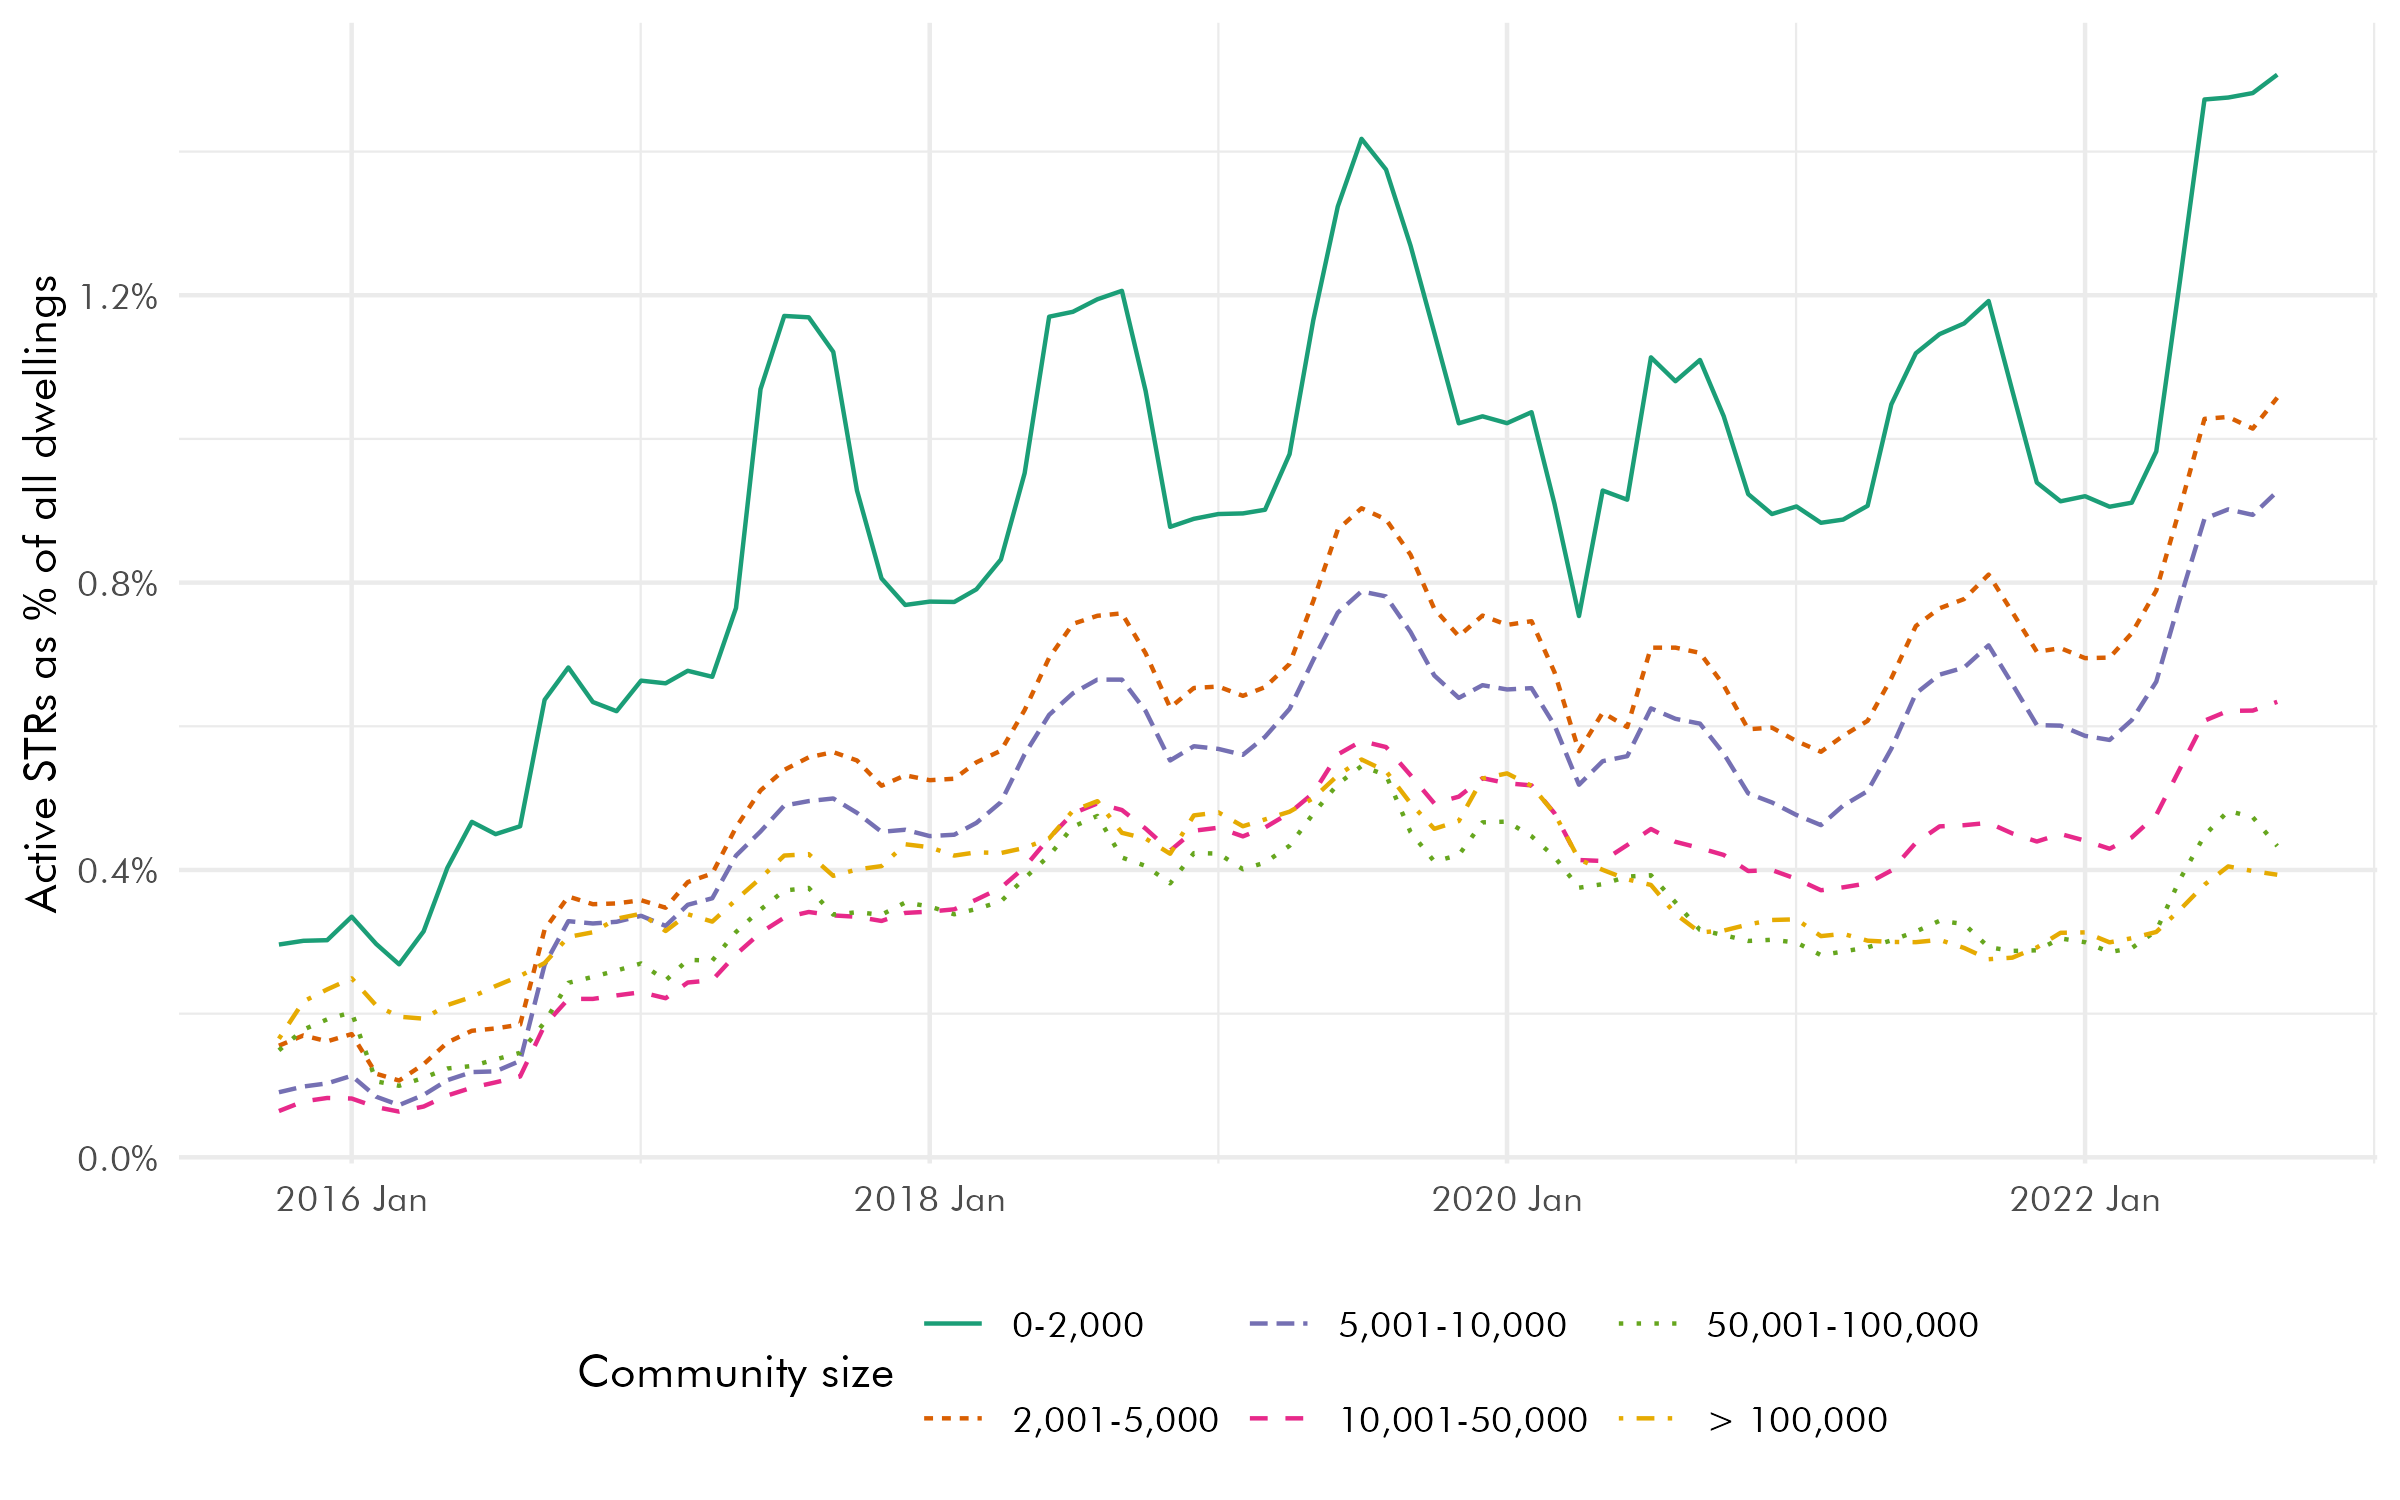 Active STRs as % of all dwellings
1.2%
0.8%
0.4%
0.0%
2016 Jan 2018 Jan 2020 Jan 2022 Jan
Community size
0-2,000 5,001-10,000 50,001-100,000
2,001-5,000 10,001-50,000 > 100,000